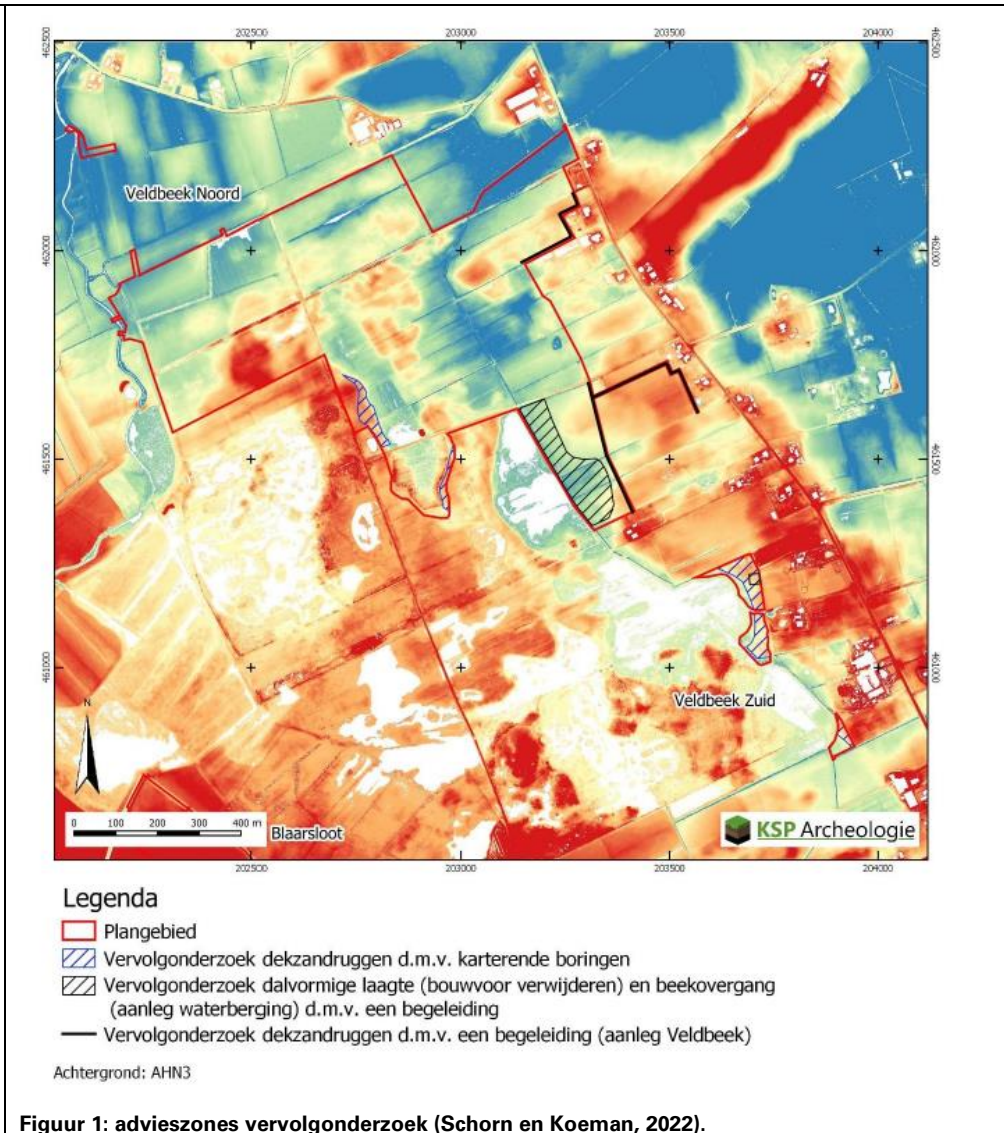 202500 203000 203500 204000
462500 462500
Veldbeek Noord
462000 462000
461500 461500
461000 461000
Veldbeek Zuid
N
0 100 200 300 400 m
Blaarsloot
KSP Archeologie
202500 203000 203500 204000
Legenda
Plangebied
Vervolgonderzoek dekzandruggen d.m.v. karterende boringen
Vervolgonderzoek dalvormige laagte (bouwvoor verwijderen) en beekovergang
(aanleg waterberging) d.m.v. een begeleiding
Vervolgonderzoek dekzandruggen d.m.v. een begeleiding (aanleg Veldbeek)
Achtergrond: AHN3
Figuur 1: advieszones vervolgonderzoek (Schorn en Koeman, 2022).